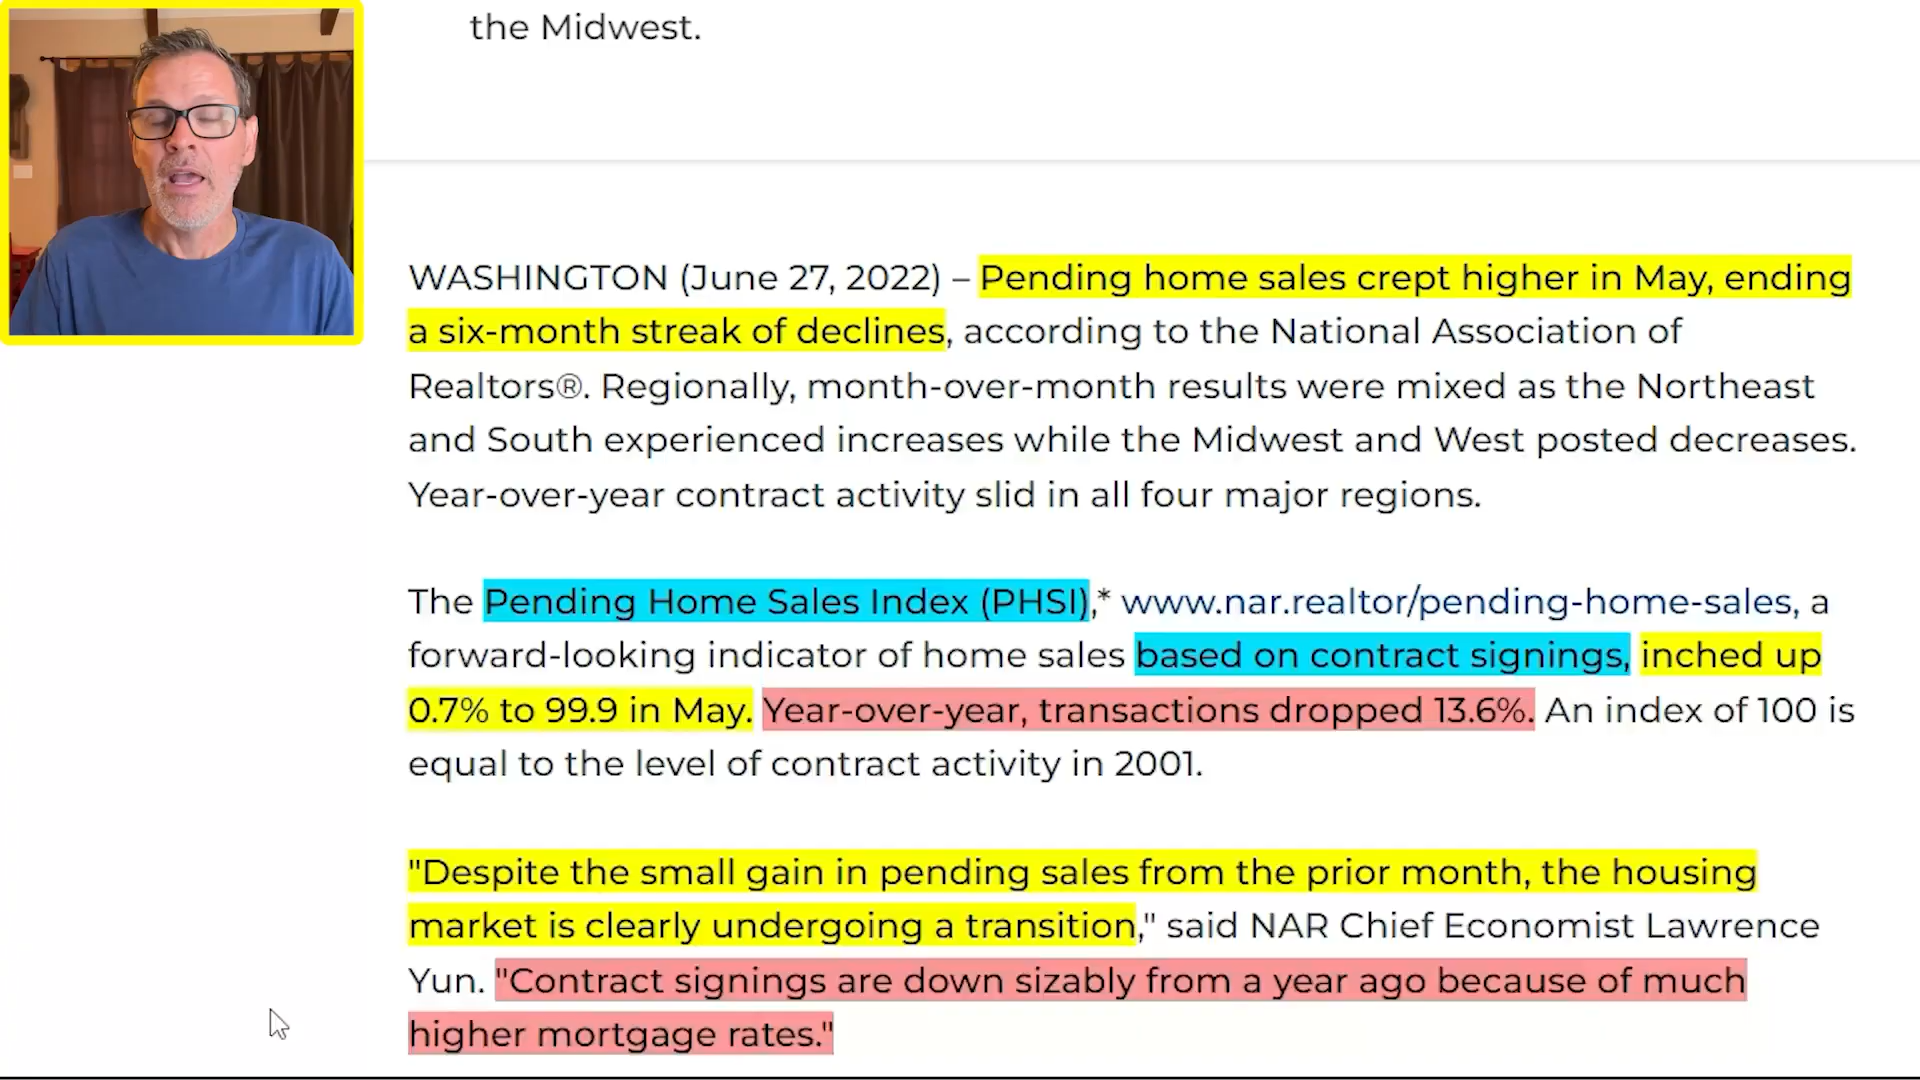 the Midwest.
WASHINGTON (June 27, 2022) – Pending home sales crept higher in May, ending
a six-month streak of declines, according to the National Association of
Realtors®. Regionally, month-over-month results were mixed as the Northeast
and South experienced increases while the Midwest and West posted decreases.
Year-over-year contract activity slid in all four major regions.
The Pending Home Sales Index (PHSI),* www.nar.realtor/pending-home-sales, a
forward-looking indicator of home sales based on contract signings, inched up
0.7% to 99.9 in May. Year-over-year, transactions dropped 13.6%. An index of 100 is
equal to the level of contract activity in 2001.
"Despite the small gain in pending sales from the prior month, the housing
market is clearly undergoing a transition," said NAR Chief Economist Lawrence
Yun. "Contract signings are down sizably from a year ago because of much
higher mortgage rates."